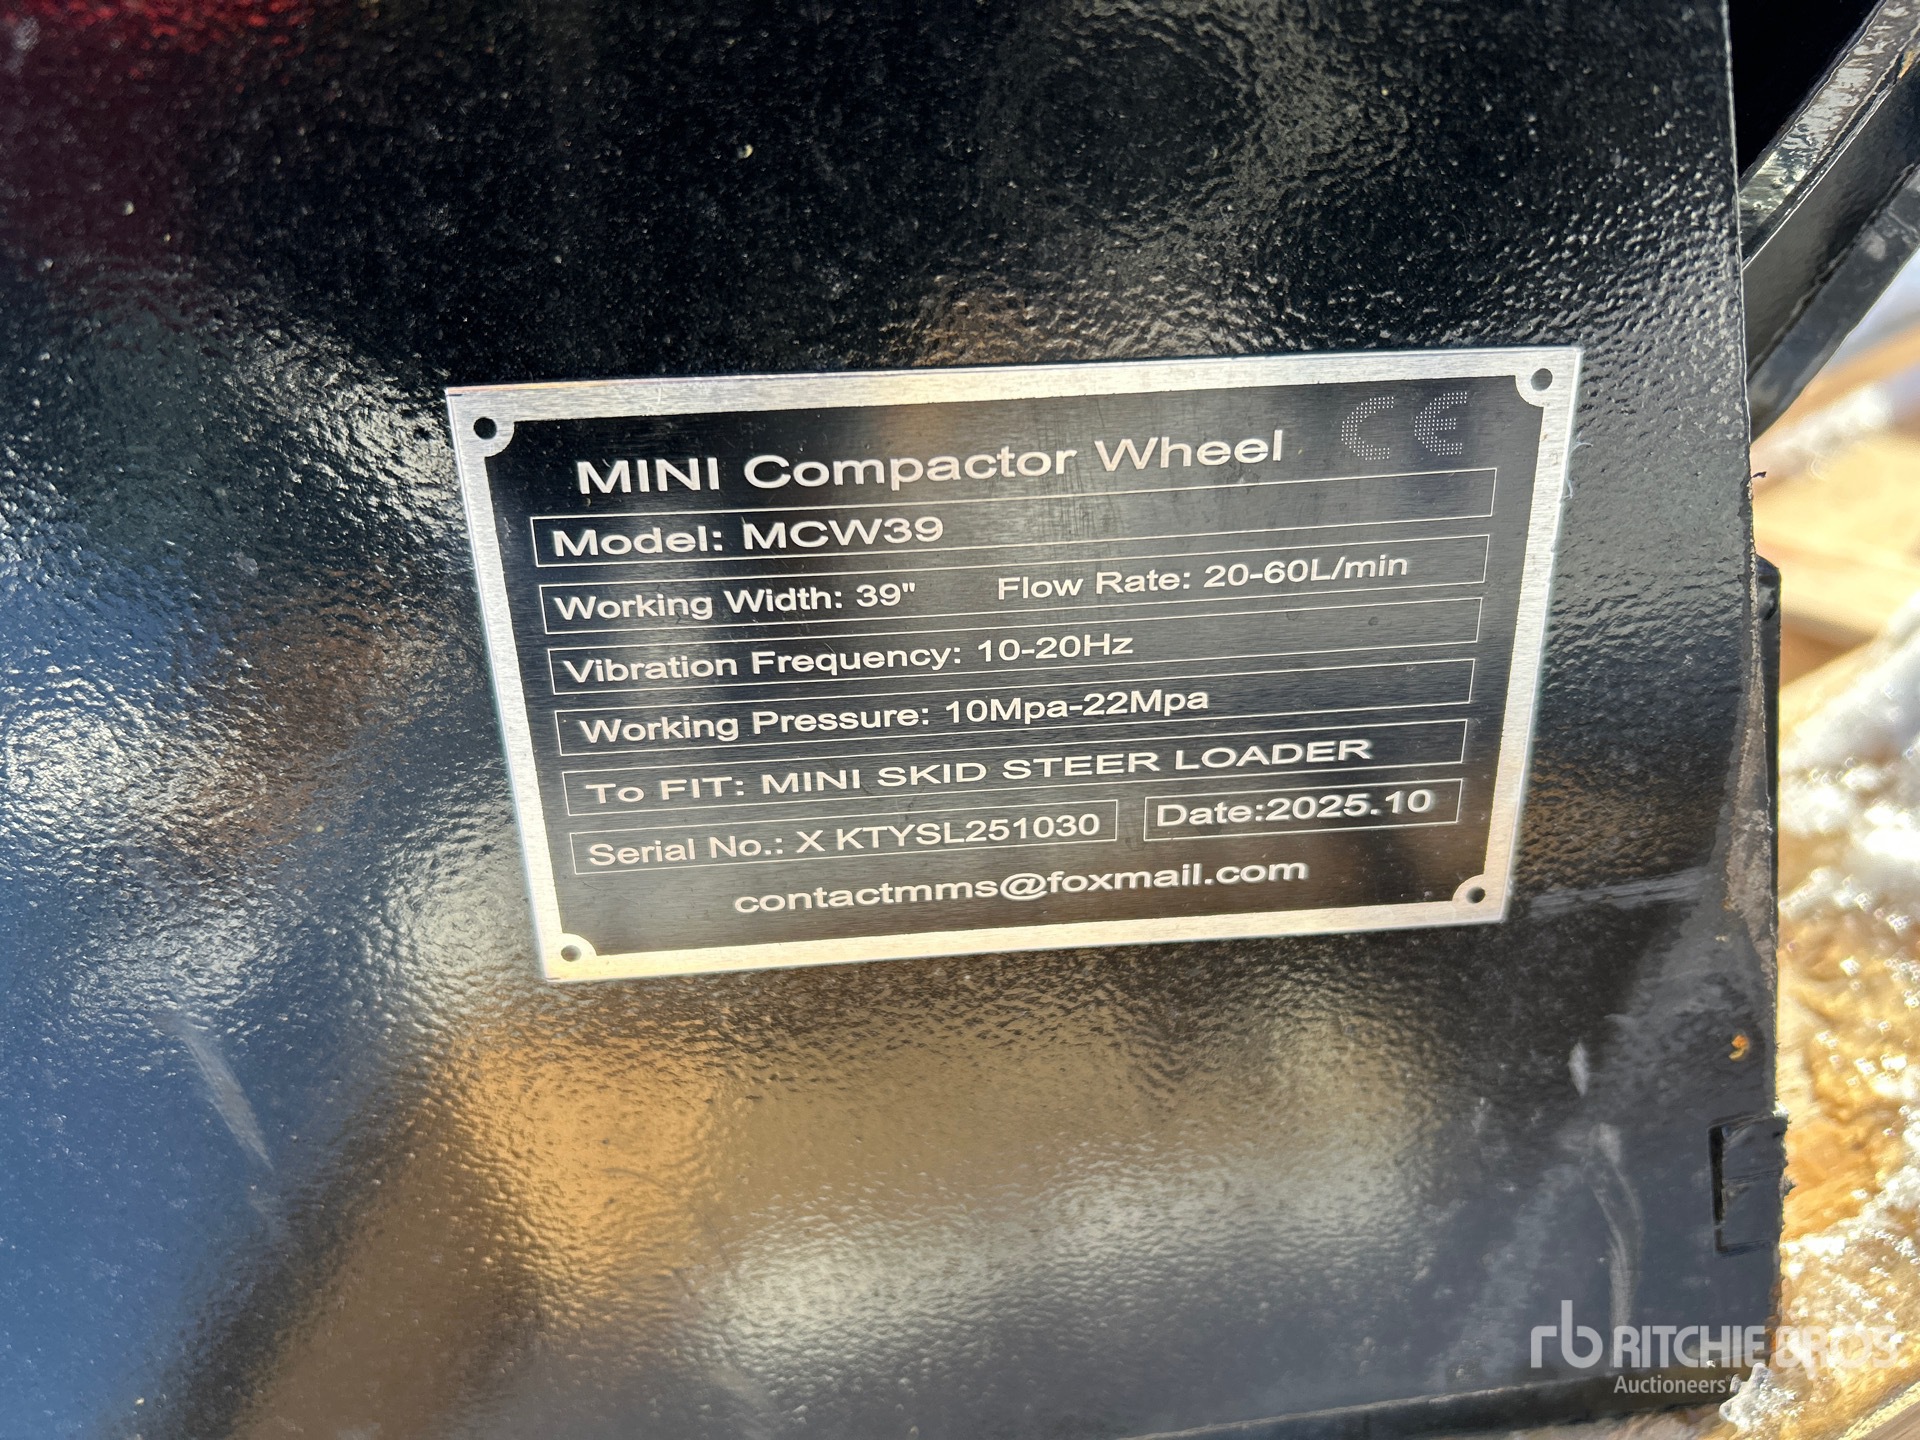 MINI Compactor Wheel CE
Model: MCW39
Working Width: 39" Flow Rate: 20-60L/min
Vibration Frequency: 10-20Hz
Working Pressure: 10Mpa-22Mpa
To FIT: MINI SKID STEER LOADER
Serial No.: X KTYSL251030 Date:2025.10
contactmms@foxmail.com
rb RITCHIE BROS
Auctioneers